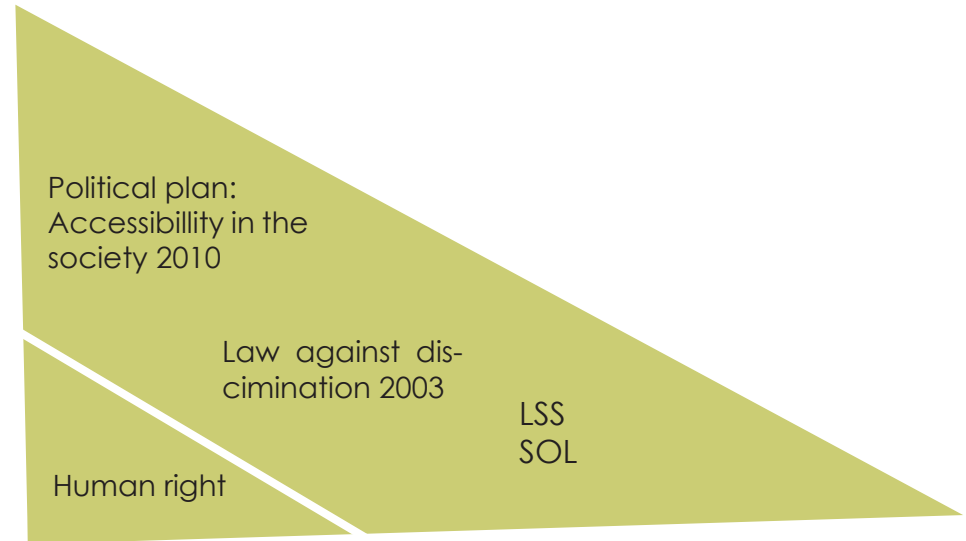 Political plan:
Accessibillity in the
society 2010
Law against dis-
cimination 2003
LSS
SOL
Human right